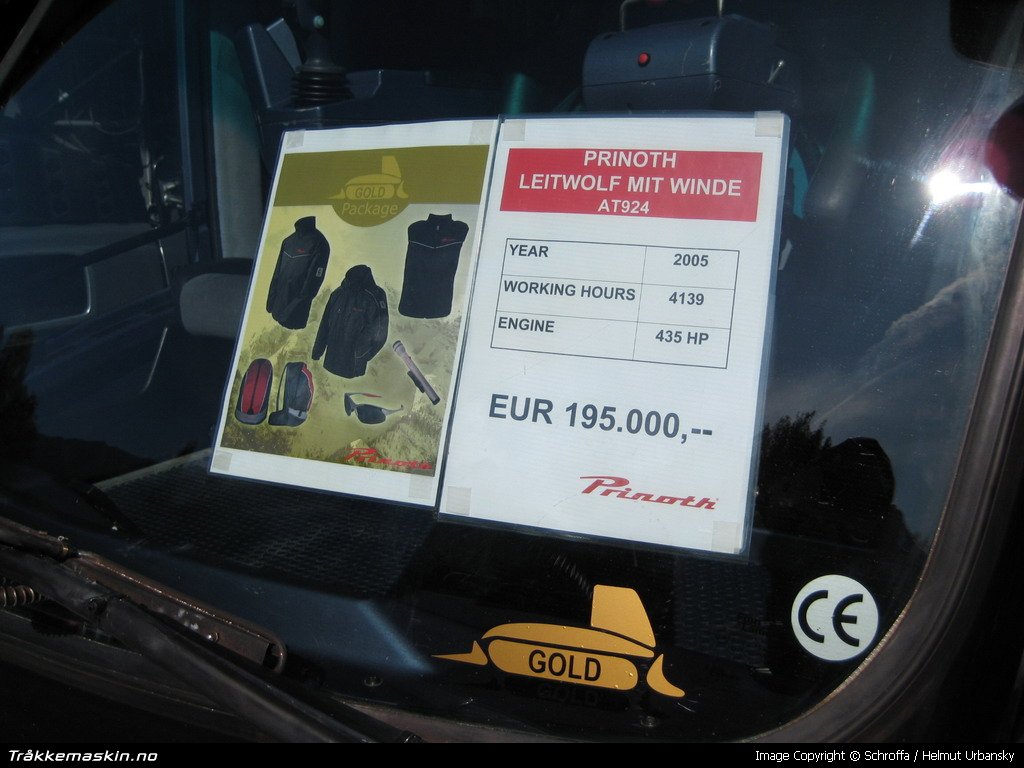 GOLD
Package
Prinoth
PRINOTH
LEITWOLF MIT WINDE
AT924
YEAR 2005
WORKING HOURS 4139
ENGINE 435 HP
EUR 195.000,--
Prinoth
GOLD
CE
Tråkkemaskin.no
Image Copyright © Schroffa / Helmut Urbansky